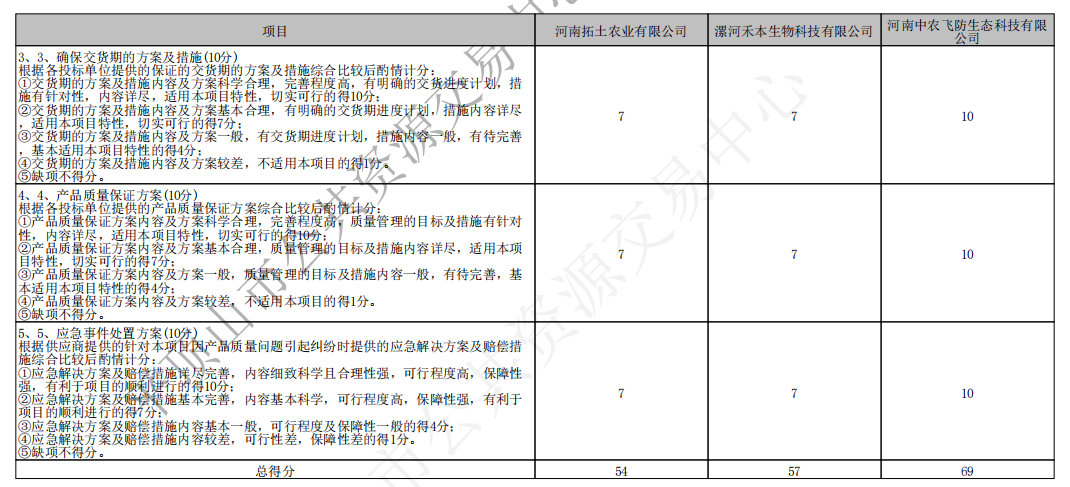 项目 河南拓土农业有限公司 漯河禾本生物科技有限公司 河南中农飞防生态科技有限公司
3、3、确保交货期的方案及措施(10分)
根据各投标单位提供的保证的交货期的方案及措施综合比较后酌情计分：
①交货期的方案及措施内容及方案科学合理，完善程度高，有明确的交货进度计划，措
施有针对性，内容详尽，适用本项目特性，切实可行的得10分；
②交货期的方案及措施内容及方案基本合理，有明确的交货期进度计划，措施内容详尽
，适用本项目特性，切实可行的得7分；
③交货期的方案及措施内容及方案一般，有交货期进度计划，措施内容一般，有待完善
，基本适用本项目特性的得4分；
④交货期的方案及措施内容及方案较差，不适用本项目的得1分。
⑤缺项不得分。
7 7 10
4、4、产品质量保证方案(10分)
根据各投标单位提供的产品质量保证方案综合比较后酌情计分：
①产品质量保证方案内容及方案科学合理，完善程度高，质量管理的目标及措施有针对
性，内容详尽，适用本项目特性，切实可行的得10分；
②产品质量保证方案内容及方案基本合理，质量管理的目标及措施内容详尽，适用本项
目特性，切实可行的得7分；
③产品质量保证方案内容及方案一般，质量管理的目标及措施内容一般，有待完善，基
本适用本项目特性的得4分；
④产品质量保证方案内容及方案较差，不适用本项目的得1分。
⑤缺项不得分。
7 7 10
5、5、应急事件处置方案(10分)
根据供应商提供的针对本项目因产品质量问题引起纠纷时提供的应急解决方案及赔偿措
施综合比较后酌情计分：
①应急解决方案及赔偿措施详尽完善，内容细致科学且合理性强，可行程度高，保障性
强，有利于项目的顺利进行的得10分；
②应急解决方案及赔偿措施基本完善，内容基本科学，可行程度高，保障性强，有利于
项目的顺利进行的得7分；
③应急解决方案及赔偿措施内容基本一般，可行程度及保障性一般的得4分；
④应急解决方案及赔偿措施内容较差，可行性差，保障性差的得1分。
⑤缺项不得分。
7 7 10
总得分 54 57 69
平顶山市公共资源交易中心
市公共资源交易中心